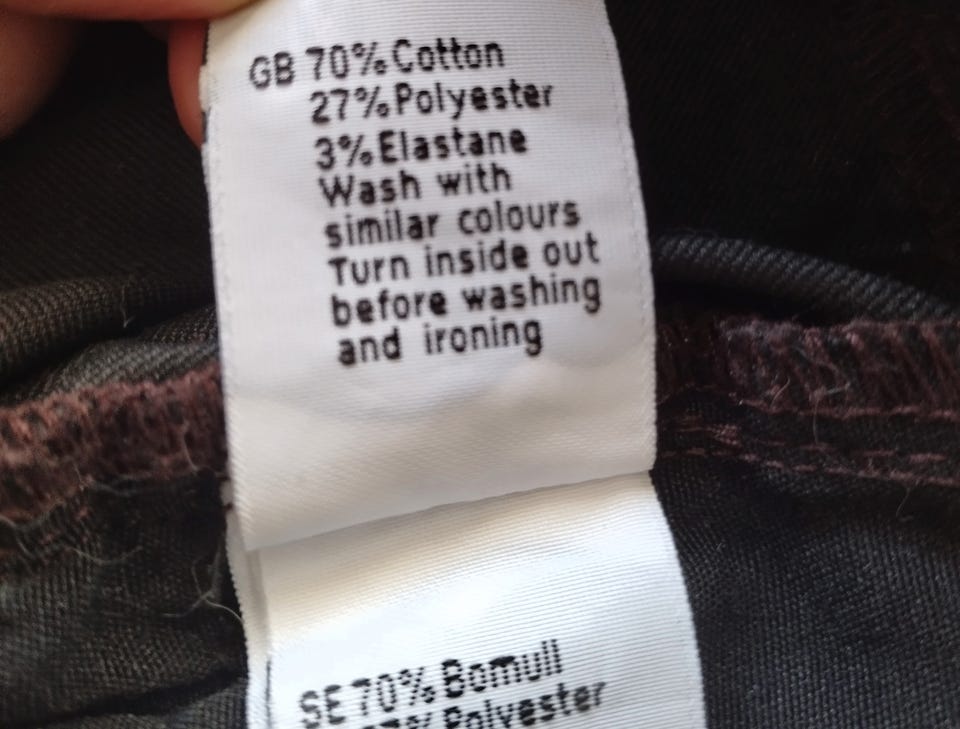 GB 70% Cotton
27% Polyester
3% Elastane
Wash with
similar colours
Turn inside out
before washing
and ironing
SE 70% Bomull
27% Polyester